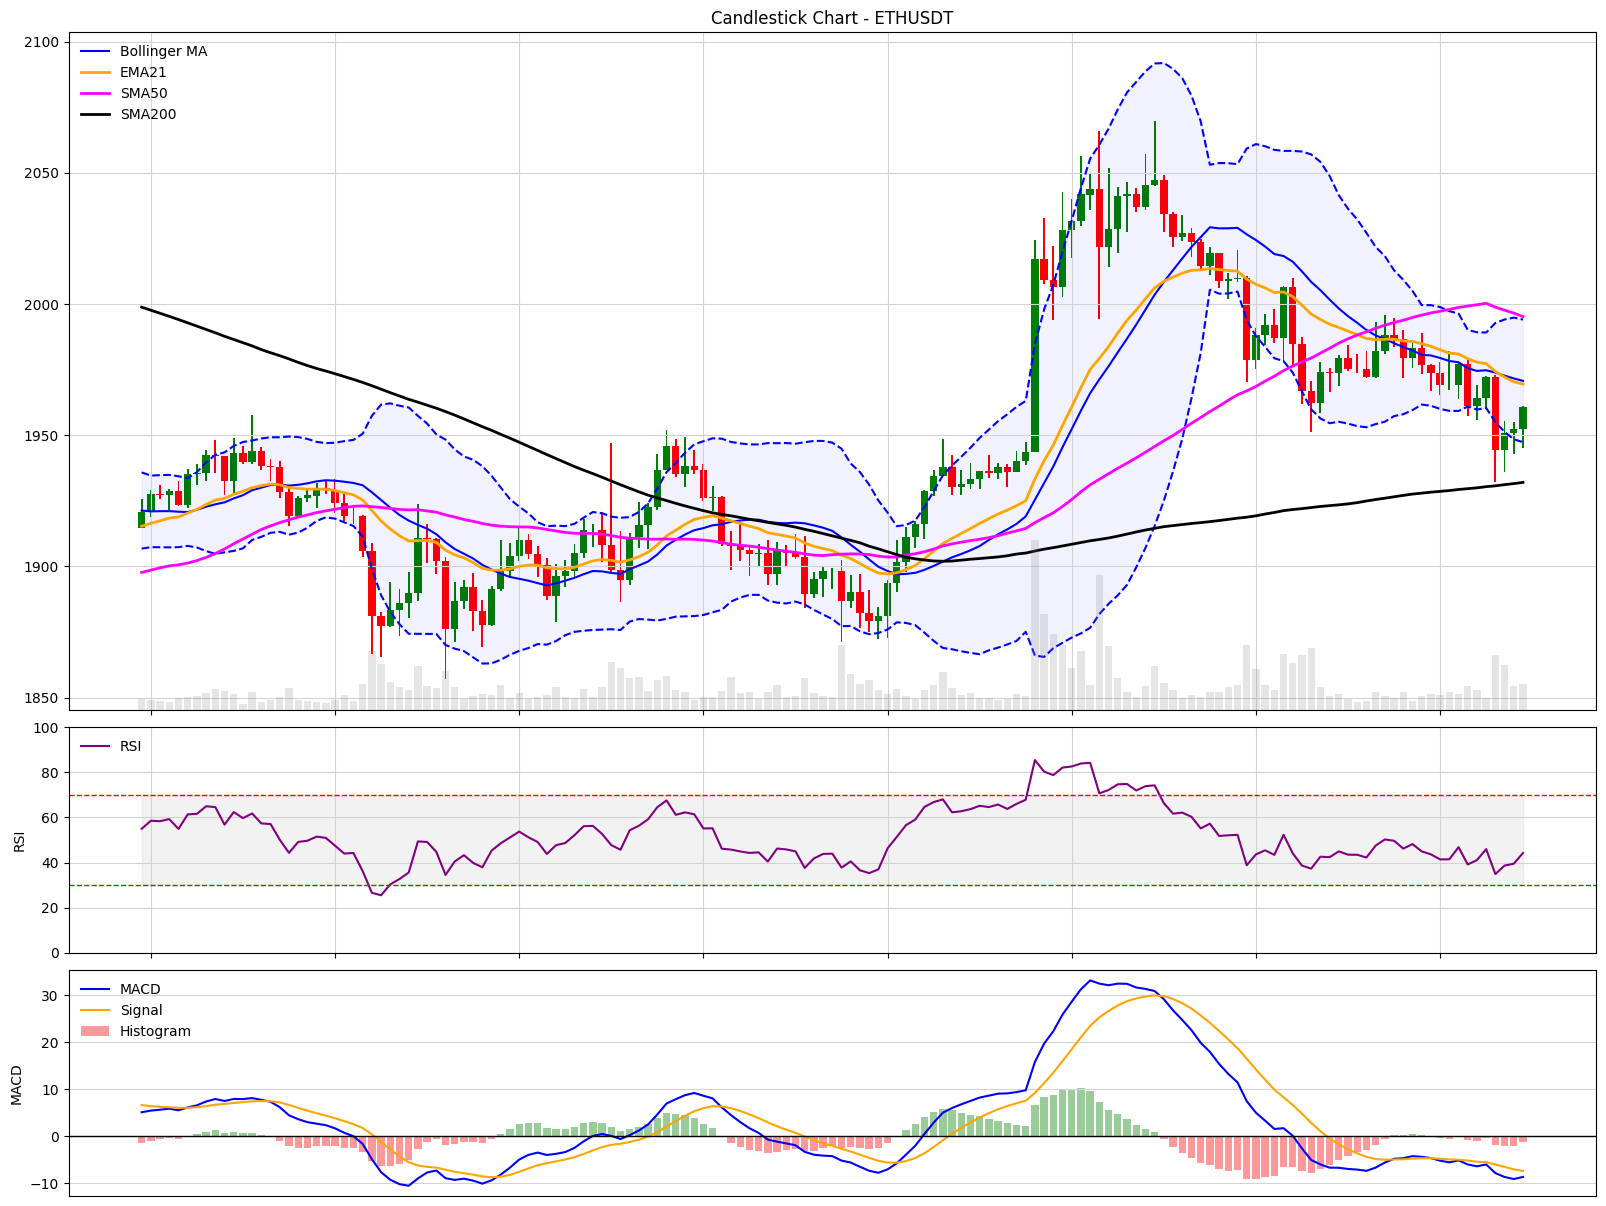 Candlestick Chart - ETHUSDT
2100
2050
2000
1950
1900
1850
Bollinger MA
EMA21
SMA50
SMA200
100
80
60
40
20
0
RSI
RSI
30
20
10
0
−10
MACD
MACD
Signal
Histogram